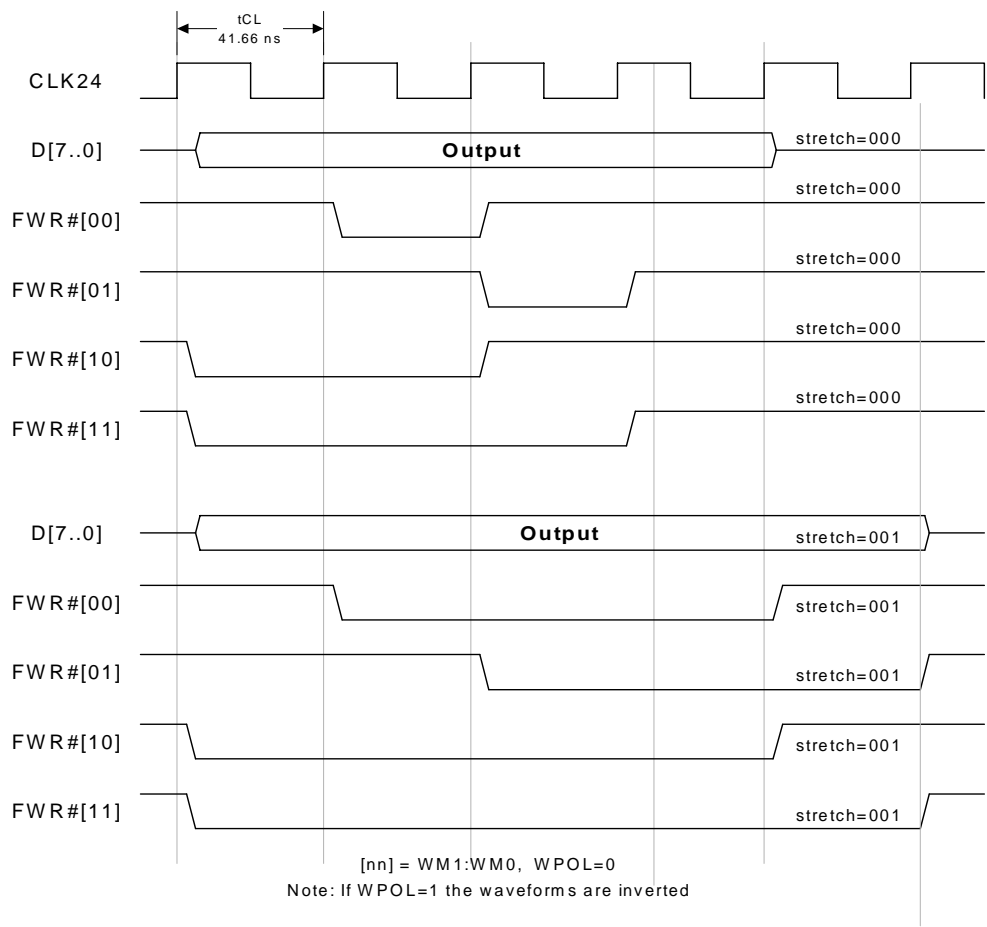 tCL
41.66 ns
CLK24
D[7..0] Output stretch=000
FWR#[00] stretch=000
FWR#[01] stretch=000
FWR#[10] stretch=000
FWR#[11] stretch=000
D[7..0] Output stretch=001
FWR#[00] stretch=001
FWR#[01] stretch=001
FWR#[10] stretch=001
FWR#[11] stretch=001
[nn] = WM1:WM0, WPOL=0
Note: If WPOL=1 the waveforms are inverted